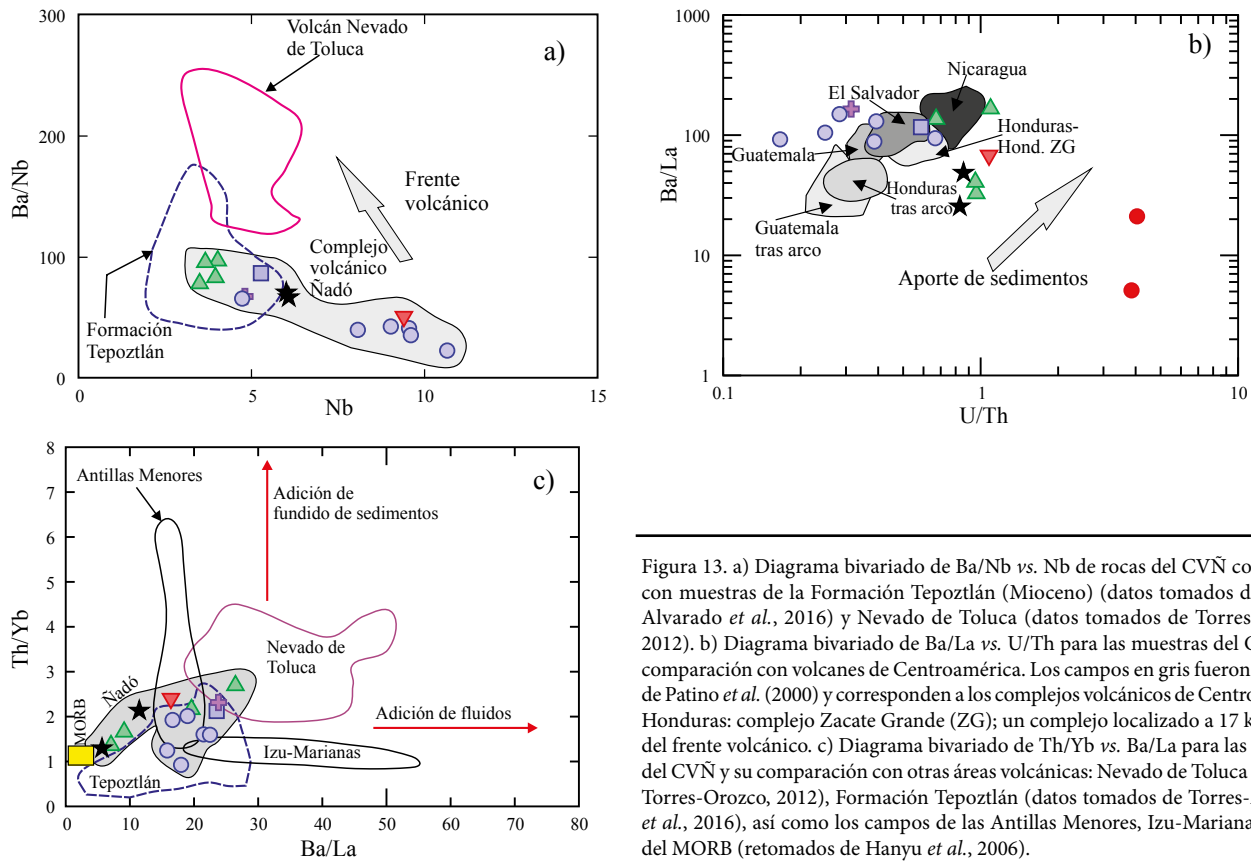 a)
Ba/Nb
300
200
100
0
0
5
10
15
Nb
Volcán Nevado
de Toluca
Frente
volcánico
Complejo
volcánico
Ñadó
Formación
Tepoztlán
b)
Ba/La
1000
100
10
1
0.1
1
10
U/Th
Nicaragua
El Salvador
Honduras-
Hond. ZG
Guatemala
Honduras
tras arco
Guatemala
tras arco
Aporte de sedimentos
c)
Th/Yb
8
7
6
5
4
3
2
1
0
0
10
20
30
40
50
60
70
80
Ba/La
Antillas Menores
Adición de
fundido de sedimentos
Nevado de
Toluca
Ñadó
MORB
Adición de fluidos
Izu-Marianas
Tepoztlán
Figura 13. a) Diagrama bivariado de Ba/Nb vs. Nb de rocas del CVÑ co
con muestras de la Formación Tepoztlán (Mioceno) (datos tomados d
Alvarado et al., 2016) y Nevado de Toluca (datos tomados de Torres-
2012). b) Diagrama bivariado de Ba/La vs. U/Th para las muestras del C
comparación con volcanes de Centroamérica. Los campos en gris fueron
de Patino et al. (2000) y corresponden a los complejos volcánicos de Centro
Honduras: complejo Zacate Grande (ZG); un complejo localizado a 17 k
del frente volcánico. c) Diagrama bivariado de Th/Yb vs. Ba/La para las
del CVÑ y su comparación con otras áreas volcánicas: Nevado de Toluca
Torres-Orozco, 2012), Formación Tepoztlán (datos tomados de Torres-
et al., 2016), así como los campos de las Antillas Menores, Izu-Mariana
del MORB (retomados de Hanyu et al., 2006).